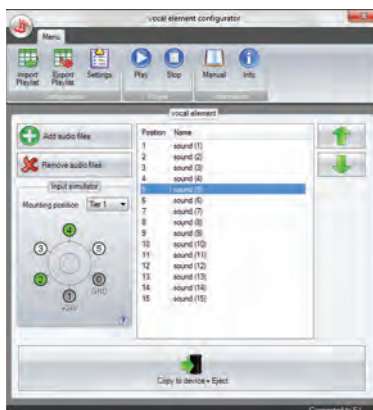 vocal element configurator
Menu
Import Playlist
Export Playlist
Settings
Play
Stop
Manual
Info
vocal element
Add audio files
Remove audio files
Input simulator
Mounting position Tier 1
4
3
5
2
0
GND
1
+24V
Position Name
1 sound (1)
2 sound (2)
3 sound (3)
4 sound (4)
5 sound (5)
6 sound (6)
7 sound (7)
8 sound (8)
9 sound (9)
10 sound (10)
11 sound (11)
12 sound (12)
13 sound (13)
14 sound (14)
15 sound (15)
Copy to device + Eject